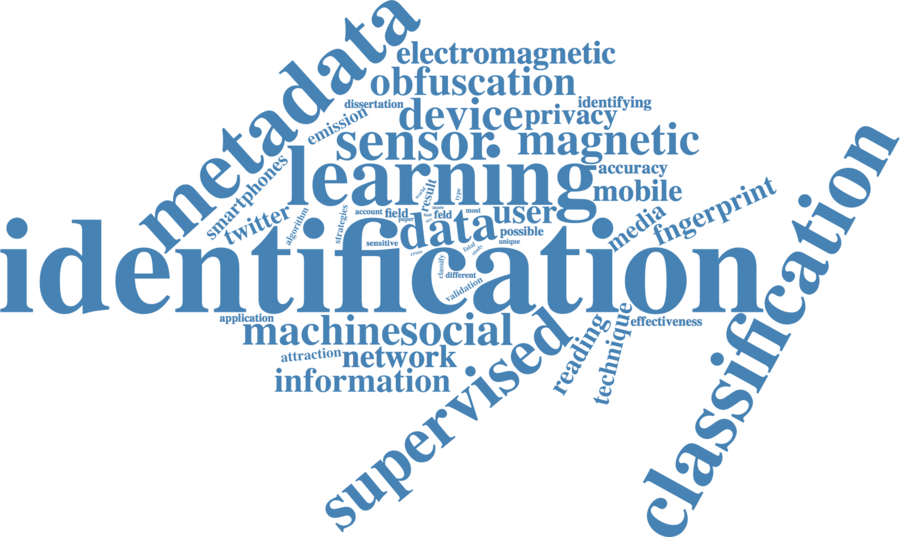 metadata
electromagnetic
obfuscation
dissertation
identifying
device
privacy
emission
sensor
magnetic
learning
accuracy
smartphones
mobile
result
type
twitter
algorithm
strategies
account
field
paper
feld
most
user
media
fngerprint
data
possible
sensitive
unique
identification
classify
different
validation
classification
application
machine
social
effectiveness
attraction
network
information
supervised
reading
technique